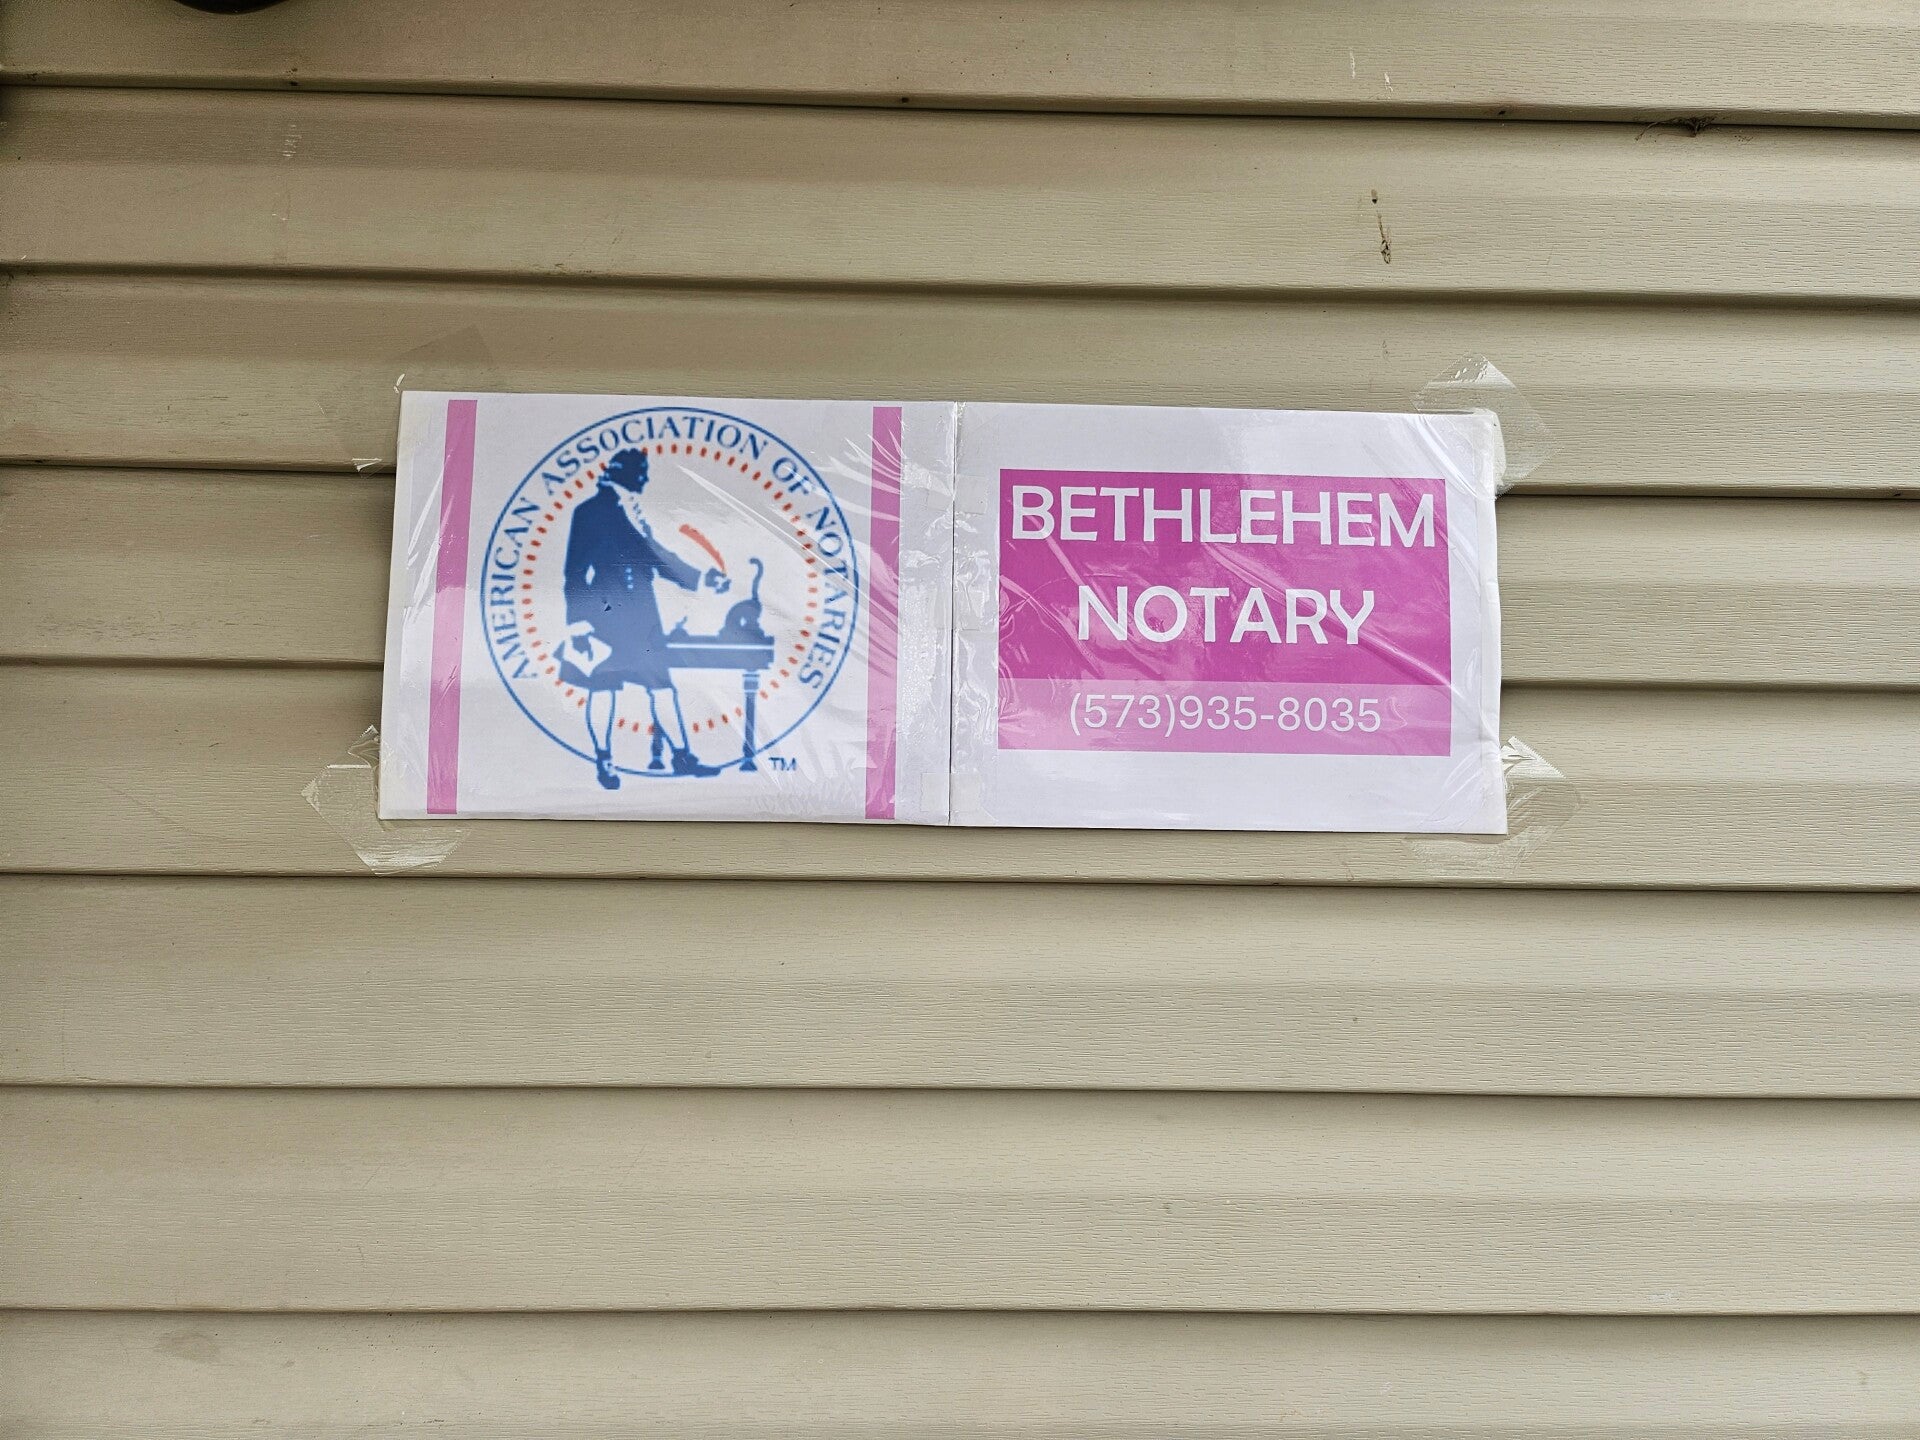 AMERICAN ASSOCIATION OF NOTARIES
TM
BETHLEHEM
NOTARY
(573)935-8035